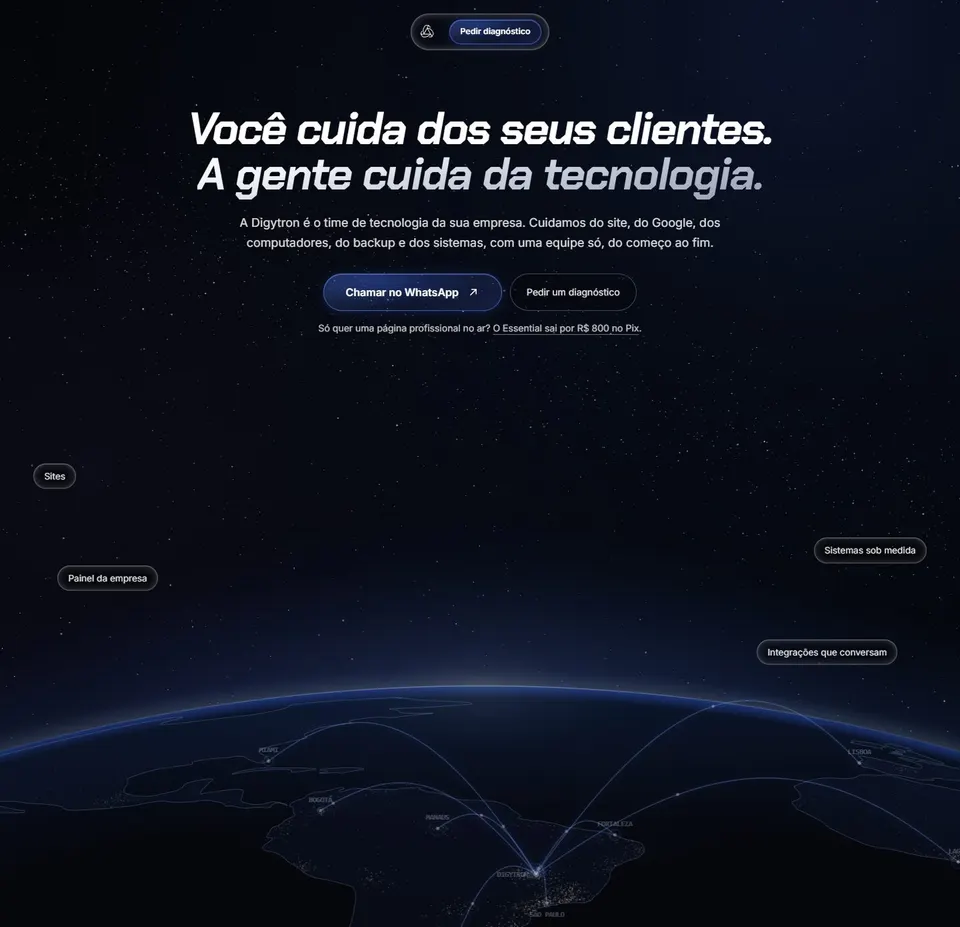 Pedir diagnóstico
Você cuida dos seus clientes.
A gente cuida da tecnologia.
A Digytron é o time de tecnologia da sua empresa. Cuidamos do site, do Google, dos
computadores, do backup e dos sistemas, com uma equipe só, do começo ao fim.
Chamar no WhatsApp
Pedir um diagnóstico
Só quer uma página profissional no ar? O Essential sai por R$ 800 no Pix.
Sites
Sistemas sob medida
Painel da empresa
Integrações que conversam
MIAMI
LISBOA
BOGOTÁ
MANAUS
FORTALEZA
DIGYTRON
SÃO PAULO